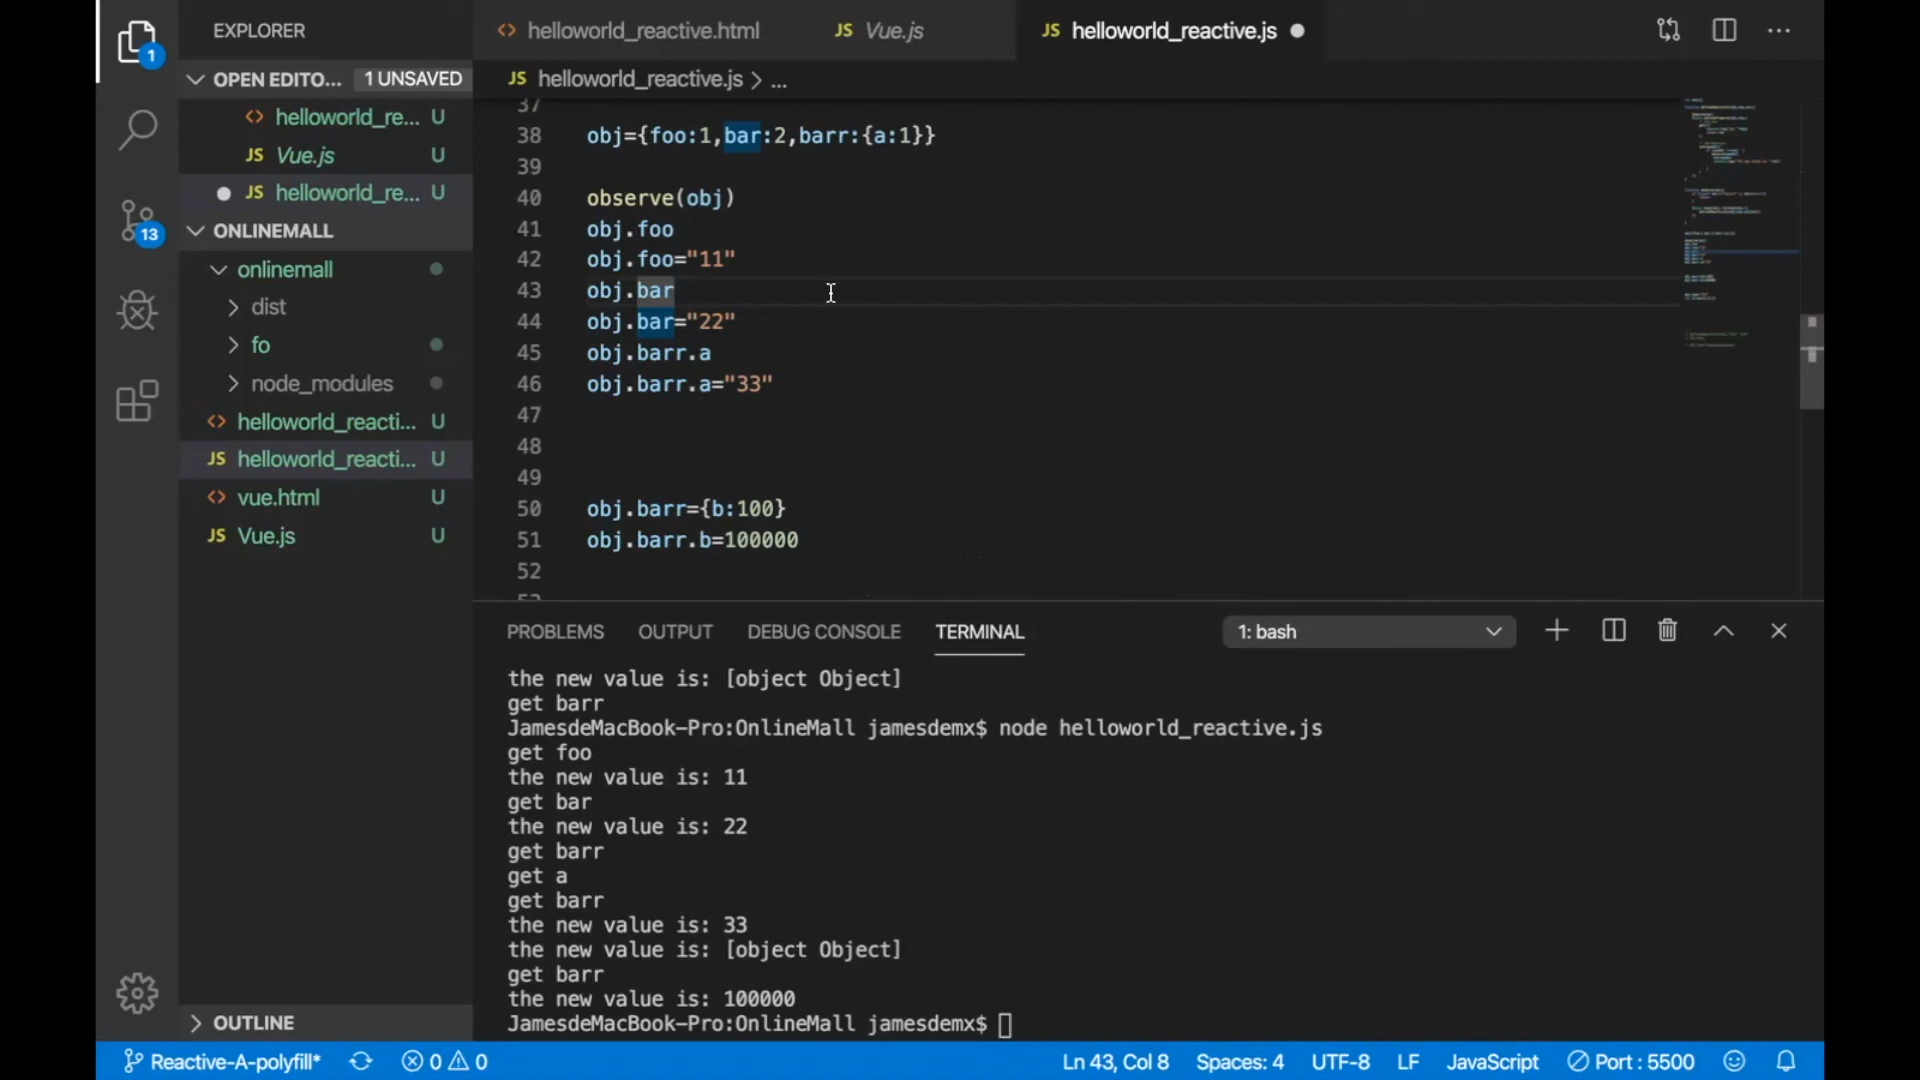 EXPLORER
OPEN EDITO... 1 UNSAVED
helloworld_re... U
Vue.js U
helloworld_re... U
ONLINEMALL
onlinemall
dist
fo
node_modules
helloworld_reacti... U
helloworld_reacti... U
vue.html U
Vue.js U
OUTLINE
1
13
helloworld_reactive.html
Vue.js
helloworld_reactive.js
helloworld_reactive.js > ...
37
38 obj={foo:1,bar:2,barr:{a:1}}
39
40 observe(obj)
41 obj.foo
42 obj.foo="11"
43 obj.bar
44 obj.bar="22"
45 obj.barr.a
46 obj.barr.a="33"
47
48
49
50 obj.barr={b:100}
51 obj.barr.b=100000
52
PROBLEMS OUTPUT DEBUG CONSOLE TERMINAL 1: bash
the new value is: [object Object]
get barr
JamesdeMacBook-Pro:OnlineMall jamesdemx$ node helloworld_reactive.js
get foo
the new value is: 11
get bar
the new value is: 22
get barr
get a
get barr
the new value is: 33
the new value is: [object Object]
get barr
the new value is: 100000
JamesdeMacBook-Pro:OnlineMall jamesdemx$
Reactive-A-polyfill* 0 0 Ln 43, Col 8 Spaces: 4 UTF-8 LF JavaScript Port : 5500